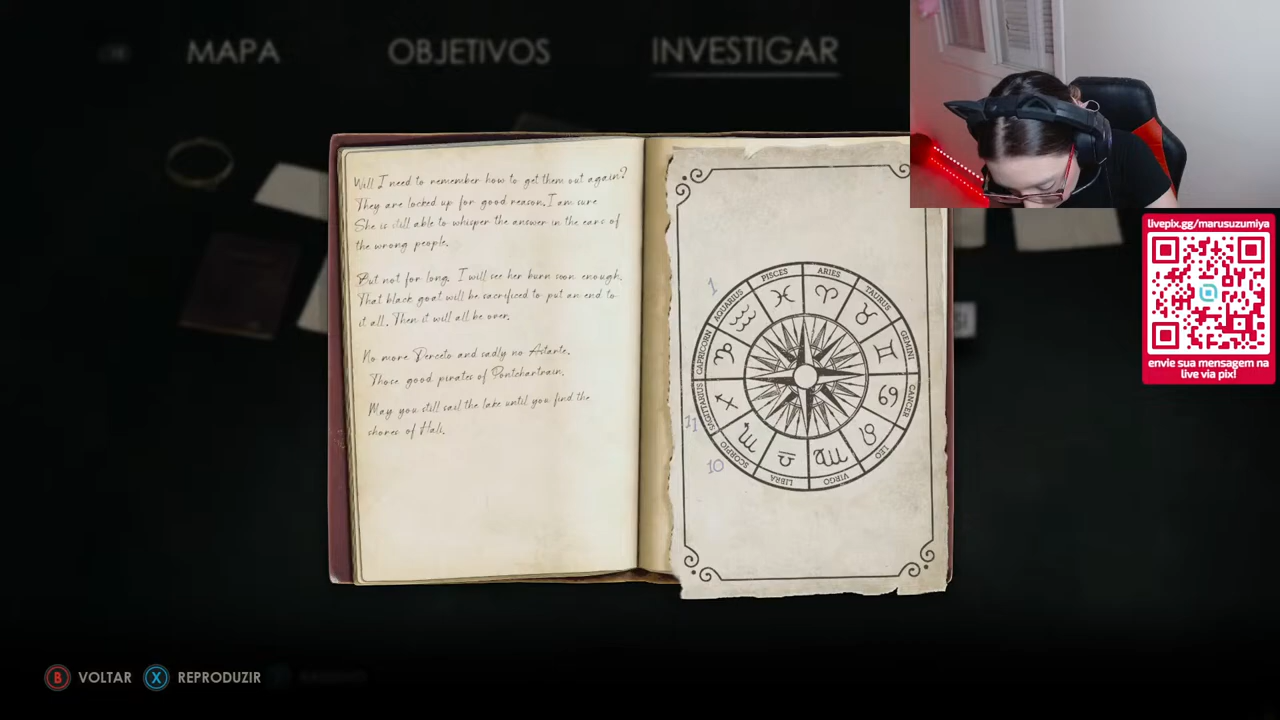 MAPA
OBJETIVOS
INVESTIGAR
Will I need to remember how to get them out again?
They are locked up for good reason. I am sure
She is still able to whisper the answer in the ears of
the wrong people.
But not for long. I will see her burn soon enough.
That black goat will be sacrificed to put an end to
it all. Then it will all be over.
No more Derceto and sadly no Astarte.
Those good pirates of Pontchartrain.
May you still sail the lake until you find the
shores of Hali.
1
PISCES
ARIES
AQUARIUS
TAURUS
CAPRICORN
GEMINI
SAGITTARIUS
CANCER
11
SCORPIO
LEO
10
LIBRA
VIRGO
livepix.gg/marusuzumiya
envie sua mensagem na
live via pix!
B VOLTAR
X REPRODUZIR